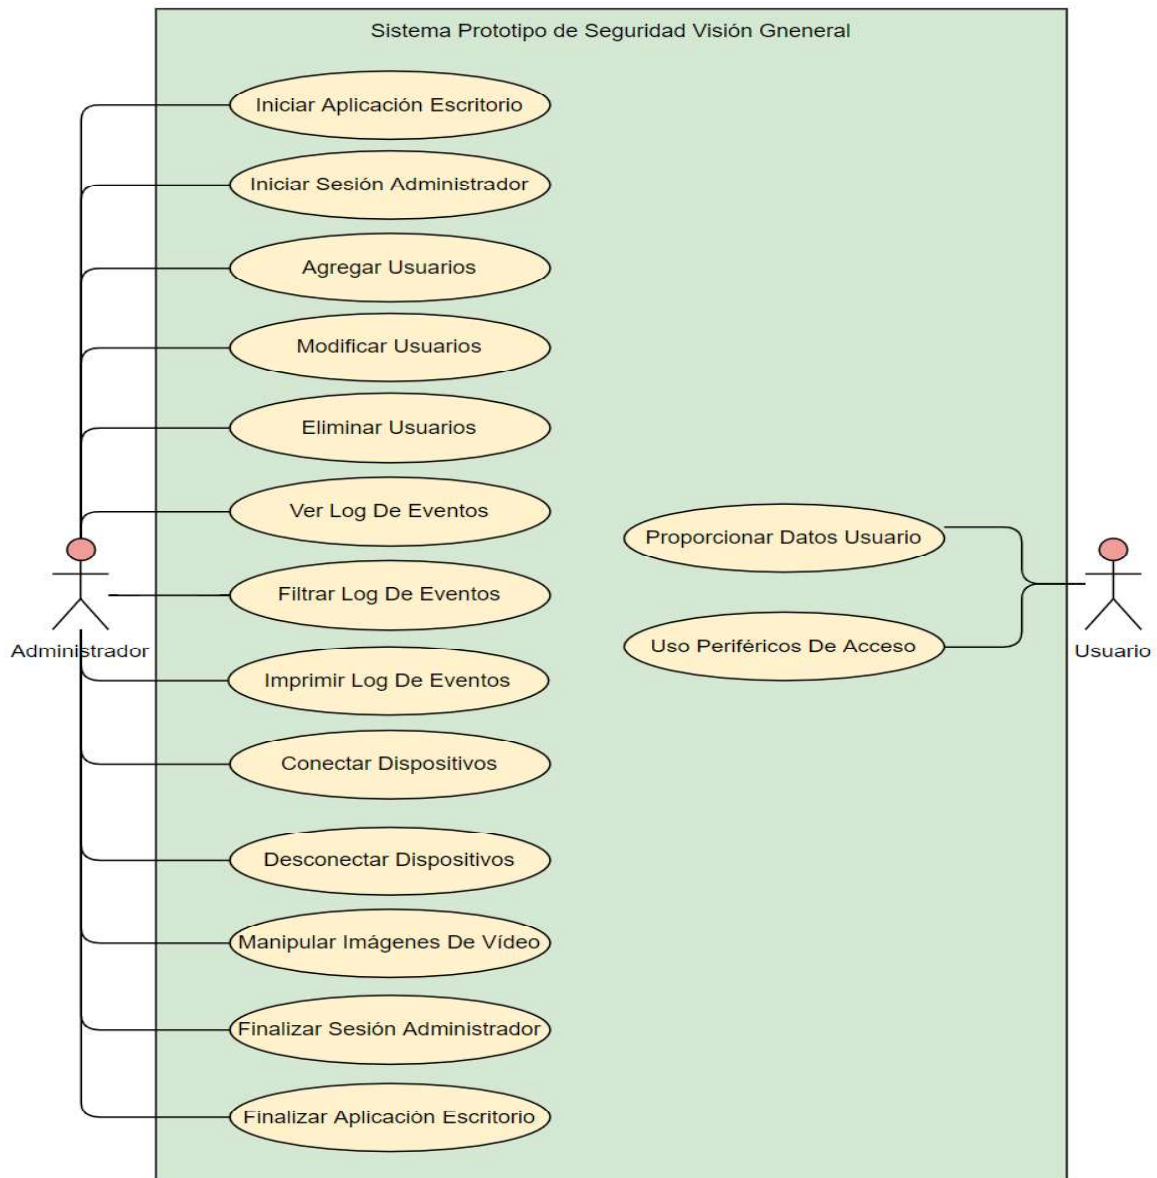 Sistema Prototipo de Seguridad Visión Gneneral
Iniciar Aplicación Escritorio
Iniciar Sesión Administrador
Agregar Usuarios
Modificar Usuarios
Eliminar Usuarios
Ver Log De Eventos
Proporcionar Datos Usuario
Filtrar Log De Eventos
Administrador
Uso Periféricos De Acceso
Usuario
Imprimir Log De Eventos
Conectar Dispositivos
Desconectar Dispositivos
Manipular Imágenes De Vídeo
Finalizar Sesión Administrador
Finalizar Aplicación Escritorio